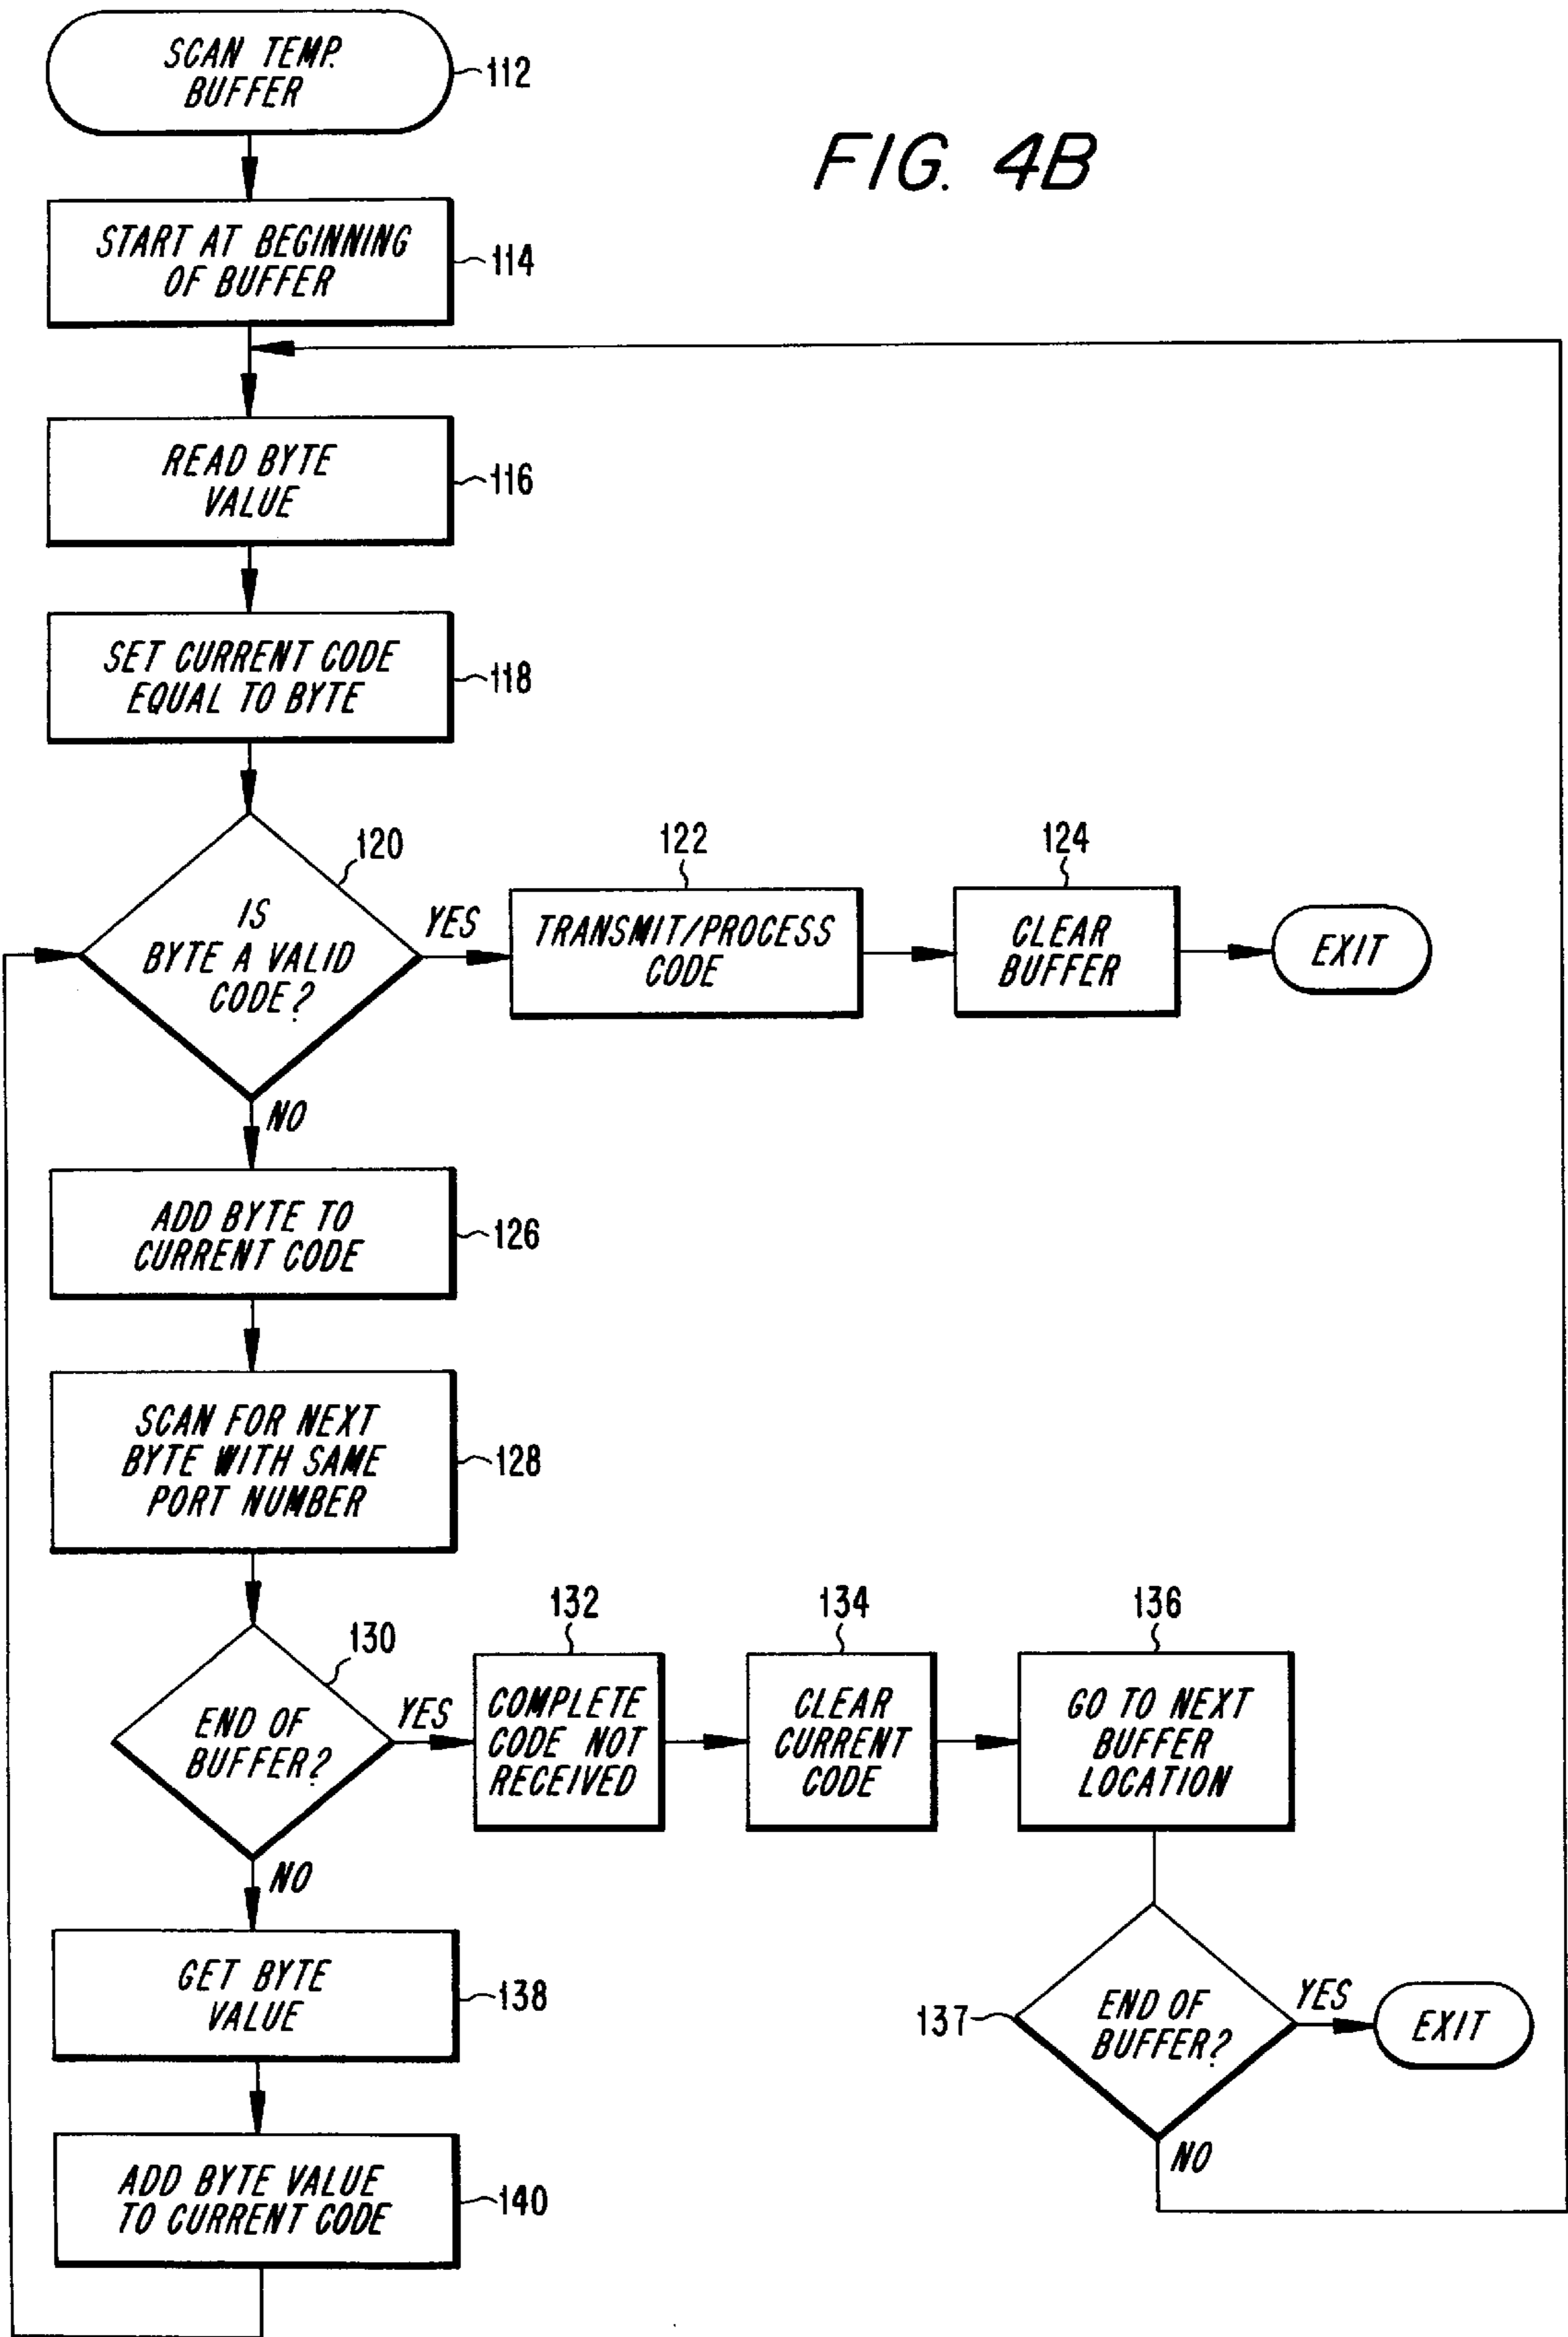 SCAN TEMP.
BUFFER
112
FIG. 4B
START AT BEGINNING
OF BUFFER
114
READ BYTE
VALUE
116
SET CURRENT CODE
EQUAL TO BYTE
118
120
IS
BYTE A VALID
CODE?
YES
122
TRANSMIT/PROCESS
CODE
124
CLEAR
BUFFER
EXIT
NO
ADD BYTE TO
CURRENT CODE
126
SCAN FOR NEXT
BYTE WITH SAME
PORT NUMBER
128
130
END OF
BUFFER?
YES
132
COMPLETE
CODE NOT
RECEIVED
134
CLEAR
CURRENT
CODE
136
GO TO NEXT
BUFFER
LOCATION
NO
GET BYTE
VALUE
138
137
END OF
BUFFER?
YES
EXIT
NO
ADD BYTE VALUE
TO CURRENT CODE
140